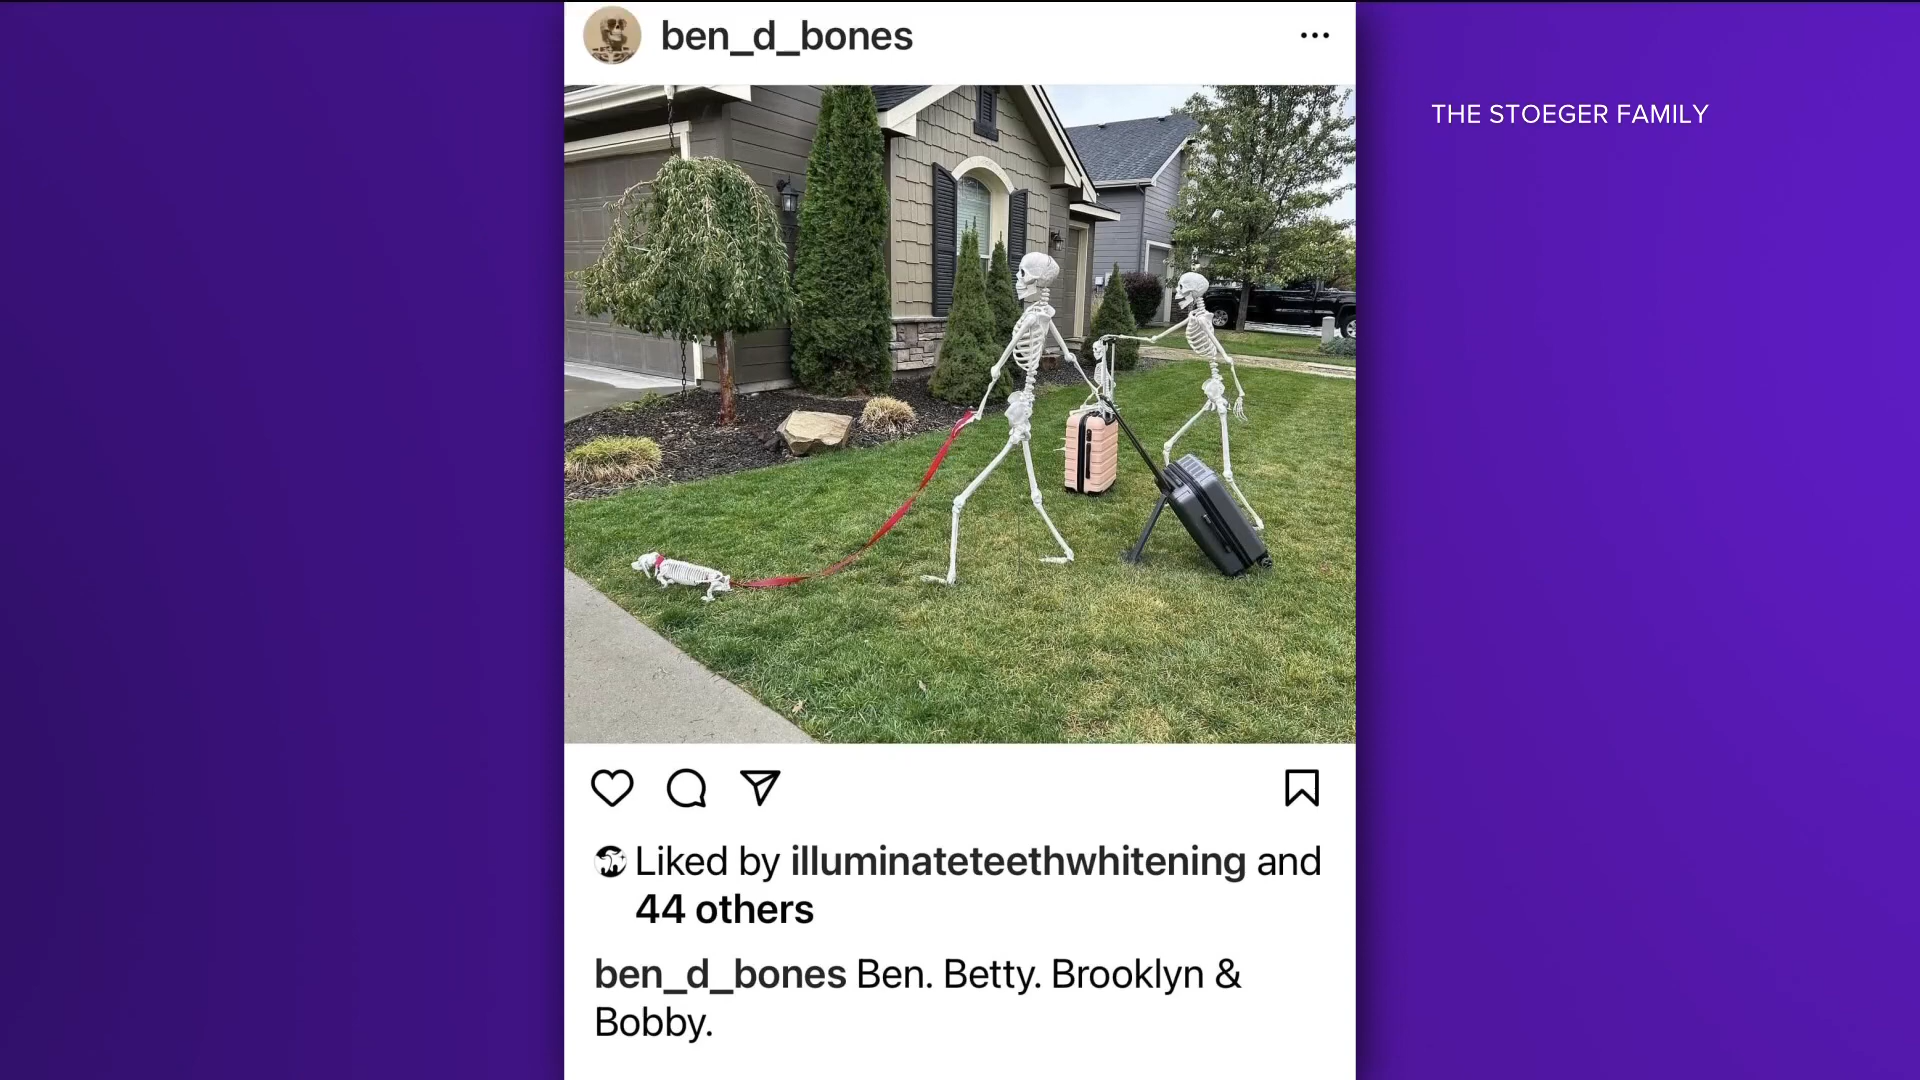 ben_d_bones
THE STOEGER FAMILY
Liked by illuminateteethwhitening and
44 others
ben_d_bones Ben. Betty. Brooklyn &
Bobby.